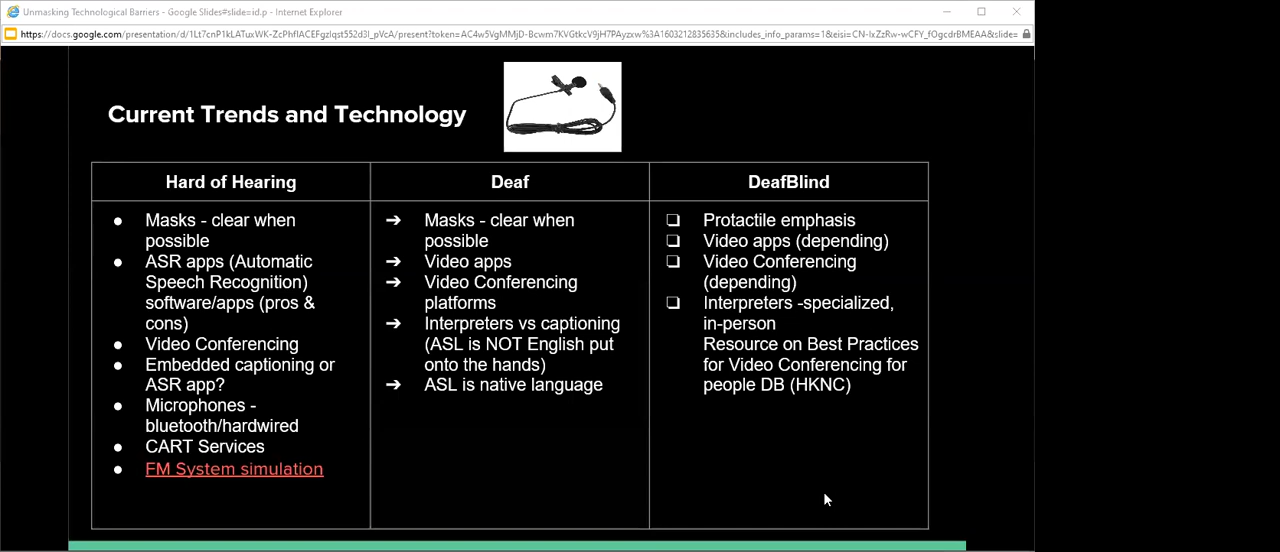 Unmasking Technological Barriers - Google Slides#slide=id.p - Internet Explorer
Current Trends and Technology
Hard of Hearing
● Masks - clear when
possible
● ASR apps (Automatic
Speech Recognition)
software/apps (pros &
cons)
● Video Conferencing
● Embedded captioning or
ASR app?
● Microphones -
bluetooth/hardwired
● CART Services
● FM System simulation
Deaf
➔ Masks - clear when
possible
➔ Video apps
➔ Video Conferencing
platforms
➔ Interpreters vs captioning
(ASL is NOT English put
onto the hands)
➔ ASL is native language
DeafBlind
❏ Protactile emphasis
❏ Video apps (depending)
❏ Video Conferencing
(depending)
❏ Interpreters -specialized,
in-person
Resource on Best Practices
for Video Conferencing for
people DB (HKNC)